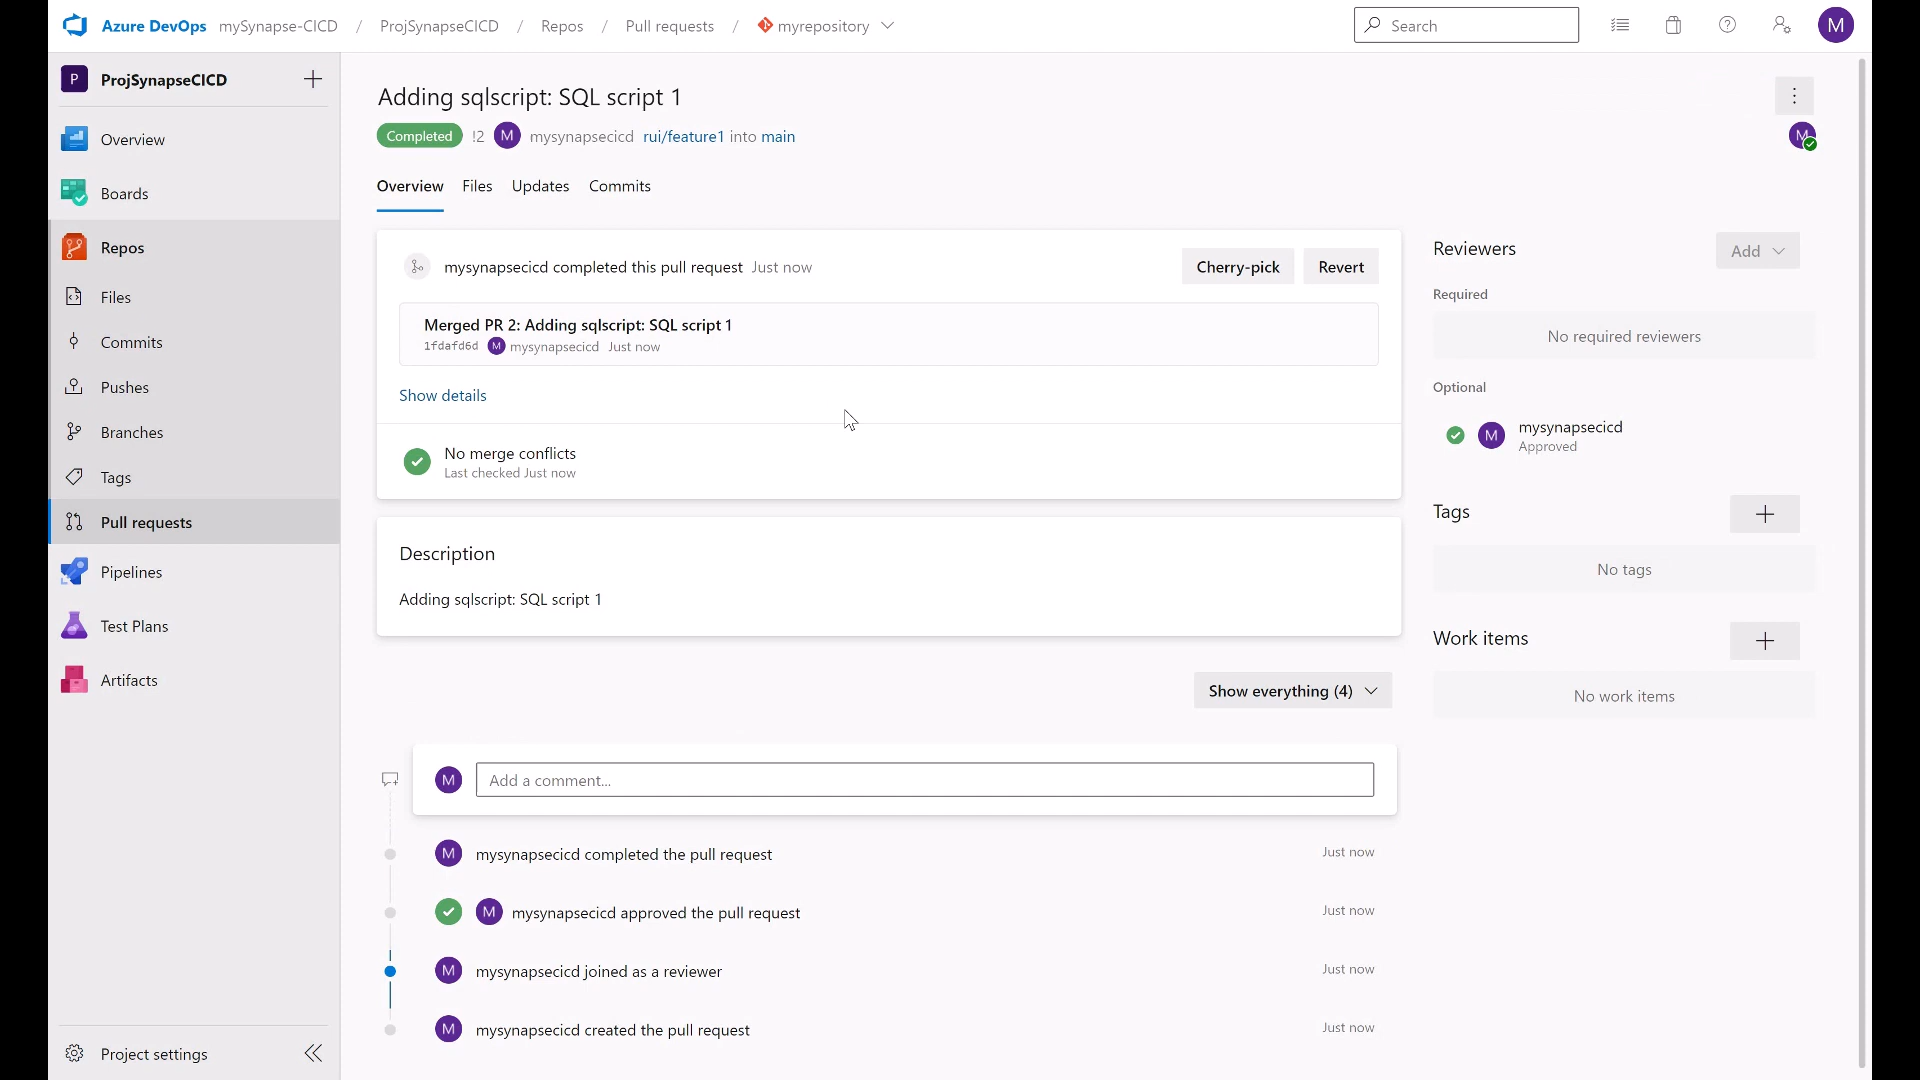 Azure DevOps mySynapse-CICD / ProjSynapseCICD / Repos / Pull requests / myrepository
Search
M
P ProjSynapseCICD
Overview
Boards
Repos
Files
Commits
Pushes
Branches
Tags
Pull requests
Pipelines
Test Plans
Artifacts
Project settings
Adding sqlscript: SQL script 1
Completed !2 M mysynapsecicd rui/feature1 into main
M
Overview Files Updates Commits
mysynapsecicd completed this pull request Just now
Cherry-pick Revert
Merged PR 2: Adding sqlscript: SQL script 1
1fdafd6d M mysynapsecicd Just now
Show details
No merge conflicts
Last checked Just now
Description
Adding sqlscript: SQL script 1
Show everything (4)
M Add a comment...
M mysynapsecicd completed the pull request Just now
M mysynapsecicd approved the pull request Just now
M mysynapsecicd joined as a reviewer Just now
M mysynapsecicd created the pull request Just now
Reviewers Add
Required
No required reviewers
Optional
M mysynapsecicd
Approved
Tags
No tags
Work items
No work items